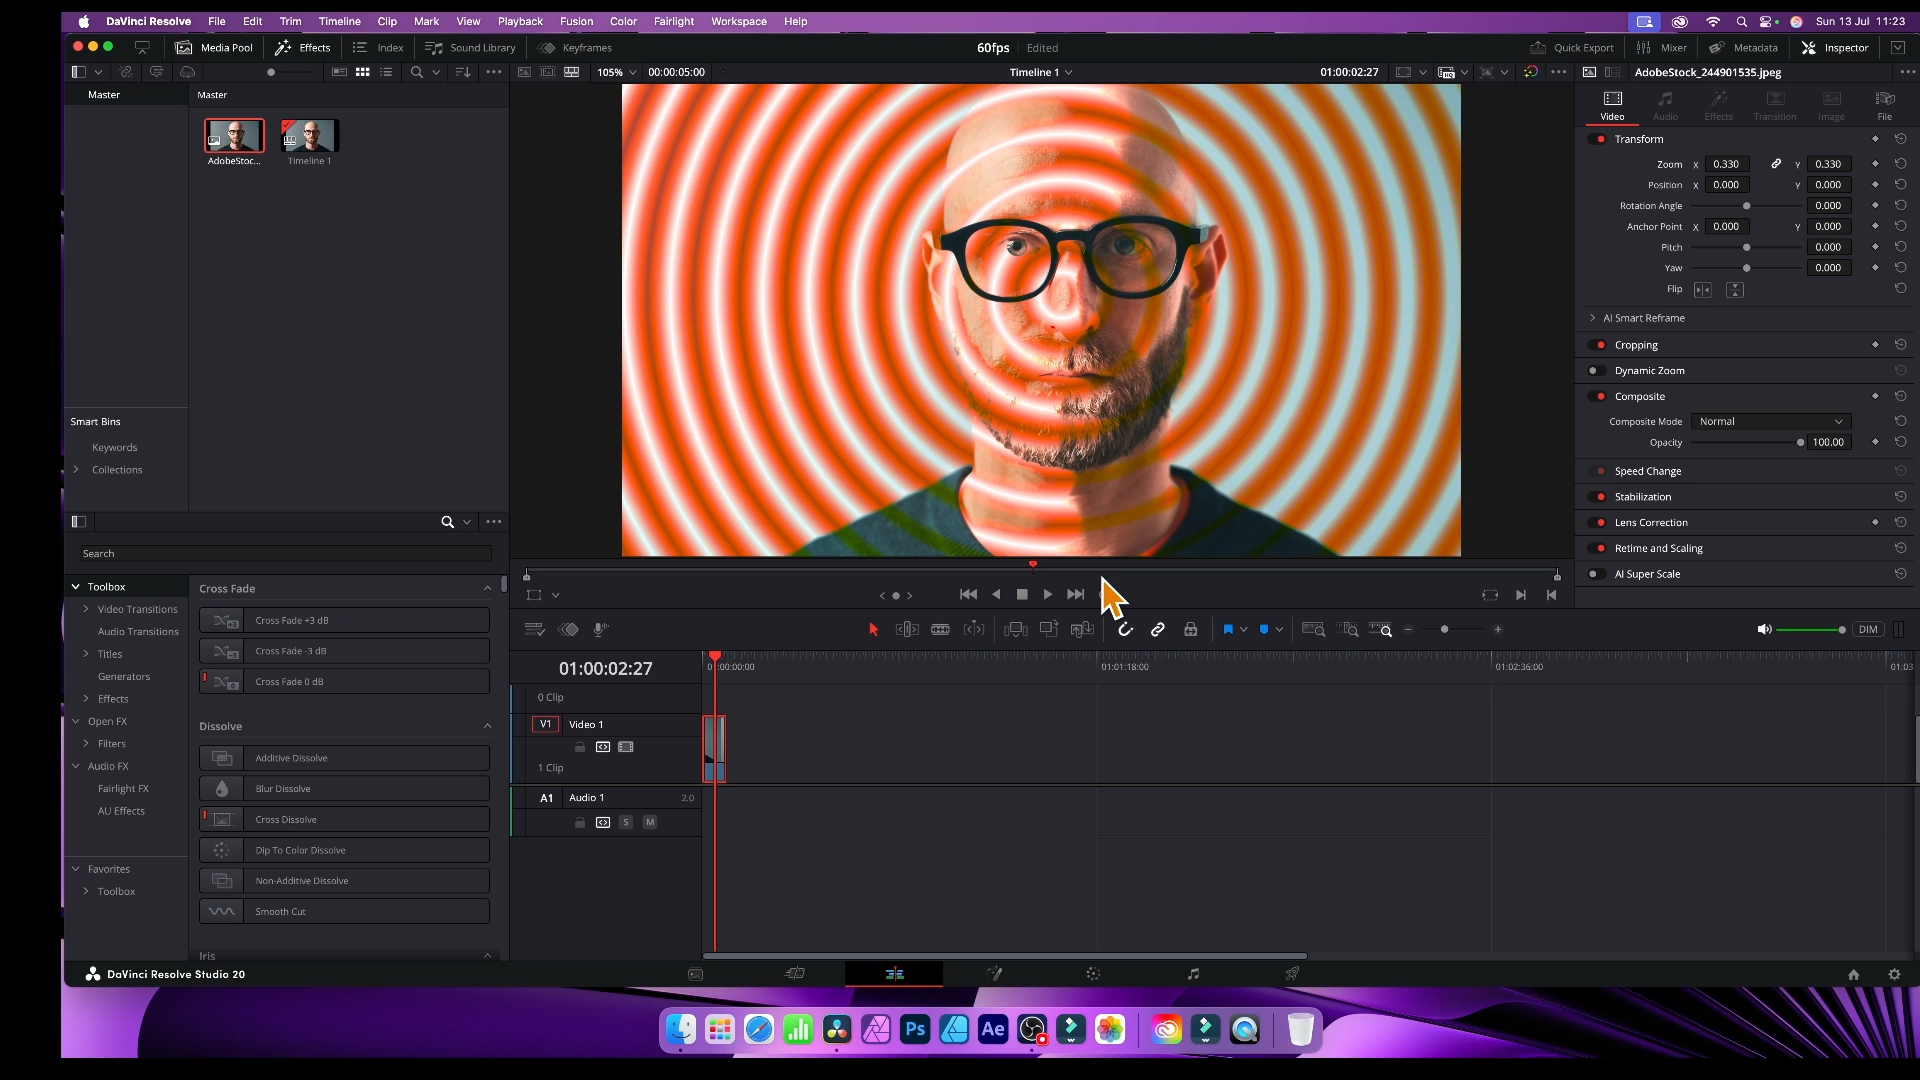 DaVinci Resolve File Edit Trim Timeline Clip Mark View Playback Fusion Color Fairlight Workspace Help Sun 13 Jul 11:23
Media Pool Effects Index Sound Library Keyframes 60fps Edited Quick Export Mixer Metadata Inspector
105% 00:00:05:00 Timeline 1 01:00:02:27 AdobeStock_244901535.jpeg
Master Master
Video Audio Effects Transition Image File
AdobeStoc... Timeline 1
Transform
Zoom X 0.330 Y 0.330
Position X 0.000 Y 0.000
Rotation Angle 0.000
Anchor Point X 0.000 Y 0.000
Pitch 0.000
Yaw 0.000
Flip
AI Smart Reframe
Cropping
Dynamic Zoom
Composite
Composite Mode Normal
Opacity 100.00
Speed Change
Stabilization
Lens Correction
Retime and Scaling
AI Super Scale
Smart Bins
Keywords
Collections
Search
Toolbox
Video Transitions
Audio Transitions
Titles
Generators
Effects
Open FX
Filters
Audio FX
Fairlight FX
AU Effects
Favorites
Toolbox
Cross Fade
Cross Fade +3 dB
Cross Fade -3 dB
Cross Fade 0 dB
Dissolve
Additive Dissolve
Blur Dissolve
Cross Dissolve
Dip To Color Dissolve
Non-Additive Dissolve
Smooth Cut
Iris
DIM
01:00:02:27 01:01:18:00 01:02:36:00 01:03
0 Clip
V1 Video 1
1 Clip
A1 Audio 1 2.0
S M
DaVinci Resolve Studio 20
Ps Ae